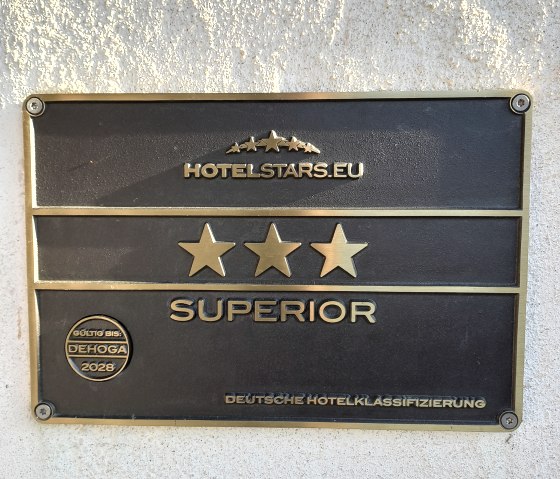 HOTELSTARS.EU
SUPERIOR
GÜLTIG BIS:
DEHOGA
2028
DEUTSCHE HOTELKLASSIFIZIERUNG